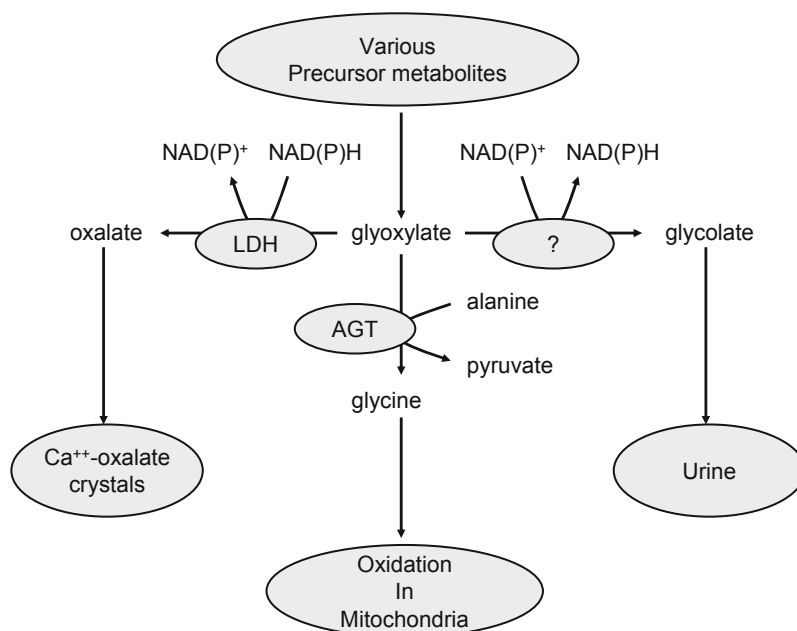 Various
Precursor metabolites
NAD(P)⁺ NAD(P)H NAD(P)⁺ NAD(P)H
oxalate LDH glyoxylate ? glycolate
alanine
AGT
pyruvate
glycine
Ca⁺⁺-oxalate
crystals
Urine
Oxidation
In
Mitochondria